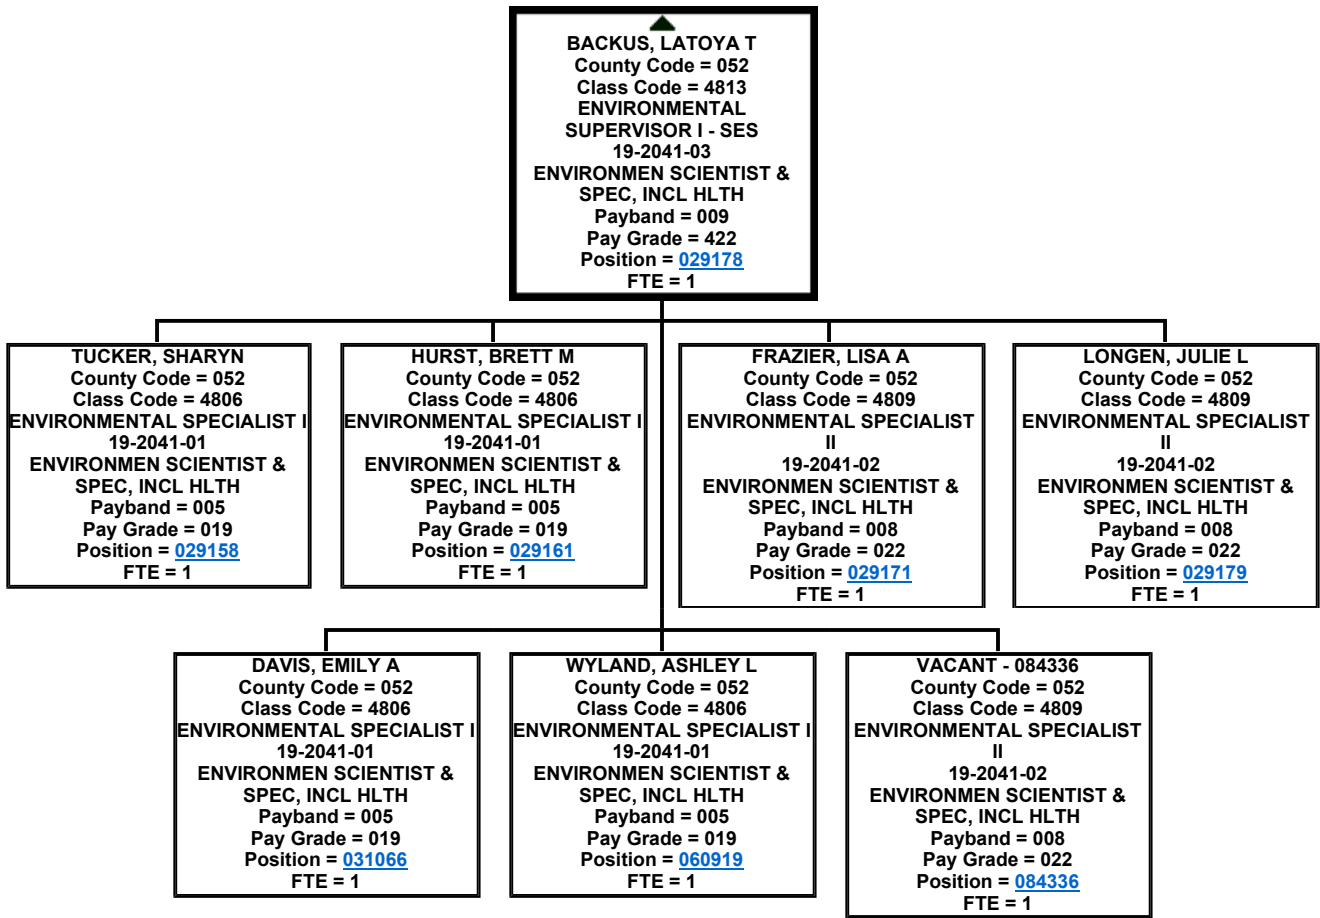 BACKUS, LATOYA T
County Code = 052
Class Code = 4813
ENVIRONMENTAL
SUPERVISOR I - SES
19-2041-03
ENVIRONMEN SCIENTIST &
SPEC, INCL HLTH
Payband = 009
Pay Grade = 422
Position = 029178
FTE = 1
TUCKER, SHARYN
County Code = 052
Class Code = 4806
ENVIRONMENTAL SPECIALIST I
19-2041-01
ENVIRONMEN SCIENTIST &
SPEC, INCL HLTH
Payband = 005
Pay Grade = 019
Position = 029158
FTE = 1
HURST, BRETT M
County Code = 052
Class Code = 4806
ENVIRONMENTAL SPECIALIST I
19-2041-01
ENVIRONMEN SCIENTIST &
SPEC, INCL HLTH
Payband = 005
Pay Grade = 019
Position = 029161
FTE = 1
FRAZIER, LISA A
County Code = 052
Class Code = 4809
ENVIRONMENTAL SPECIALIST
II
19-2041-02
ENVIRONMEN SCIENTIST &
SPEC, INCL HLTH
Payband = 008
Pay Grade = 022
Position = 029171
FTE = 1
LONGEN, JULIE L
County Code = 052
Class Code = 4809
ENVIRONMENTAL SPECIALIST
II
19-2041-02
ENVIRONMEN SCIENTIST &
SPEC, INCL HLTH
Payband = 008
Pay Grade = 022
Position = 029179
FTE = 1
DAVIS, EMILY A
County Code = 052
Class Code = 4806
ENVIRONMENTAL SPECIALIST I
19-2041-01
ENVIRONMEN SCIENTIST &
SPEC, INCL HLTH
Payband = 005
Pay Grade = 019
Position = 031066
FTE = 1
WYLAND, ASHLEY L
County Code = 052
Class Code = 4806
ENVIRONMENTAL SPECIALIST I
19-2041-01
ENVIRONMEN SCIENTIST &
SPEC, INCL HLTH
Payband = 005
Pay Grade = 019
Position = 060919
FTE = 1
VACANT - 084336
County Code = 052
Class Code = 4809
ENVIRONMENTAL SPECIALIST
II
19-2041-02
ENVIRONMEN SCIENTIST &
SPEC, INCL HLTH
Payband = 008
Pay Grade = 022
Position = 084336
FTE = 1